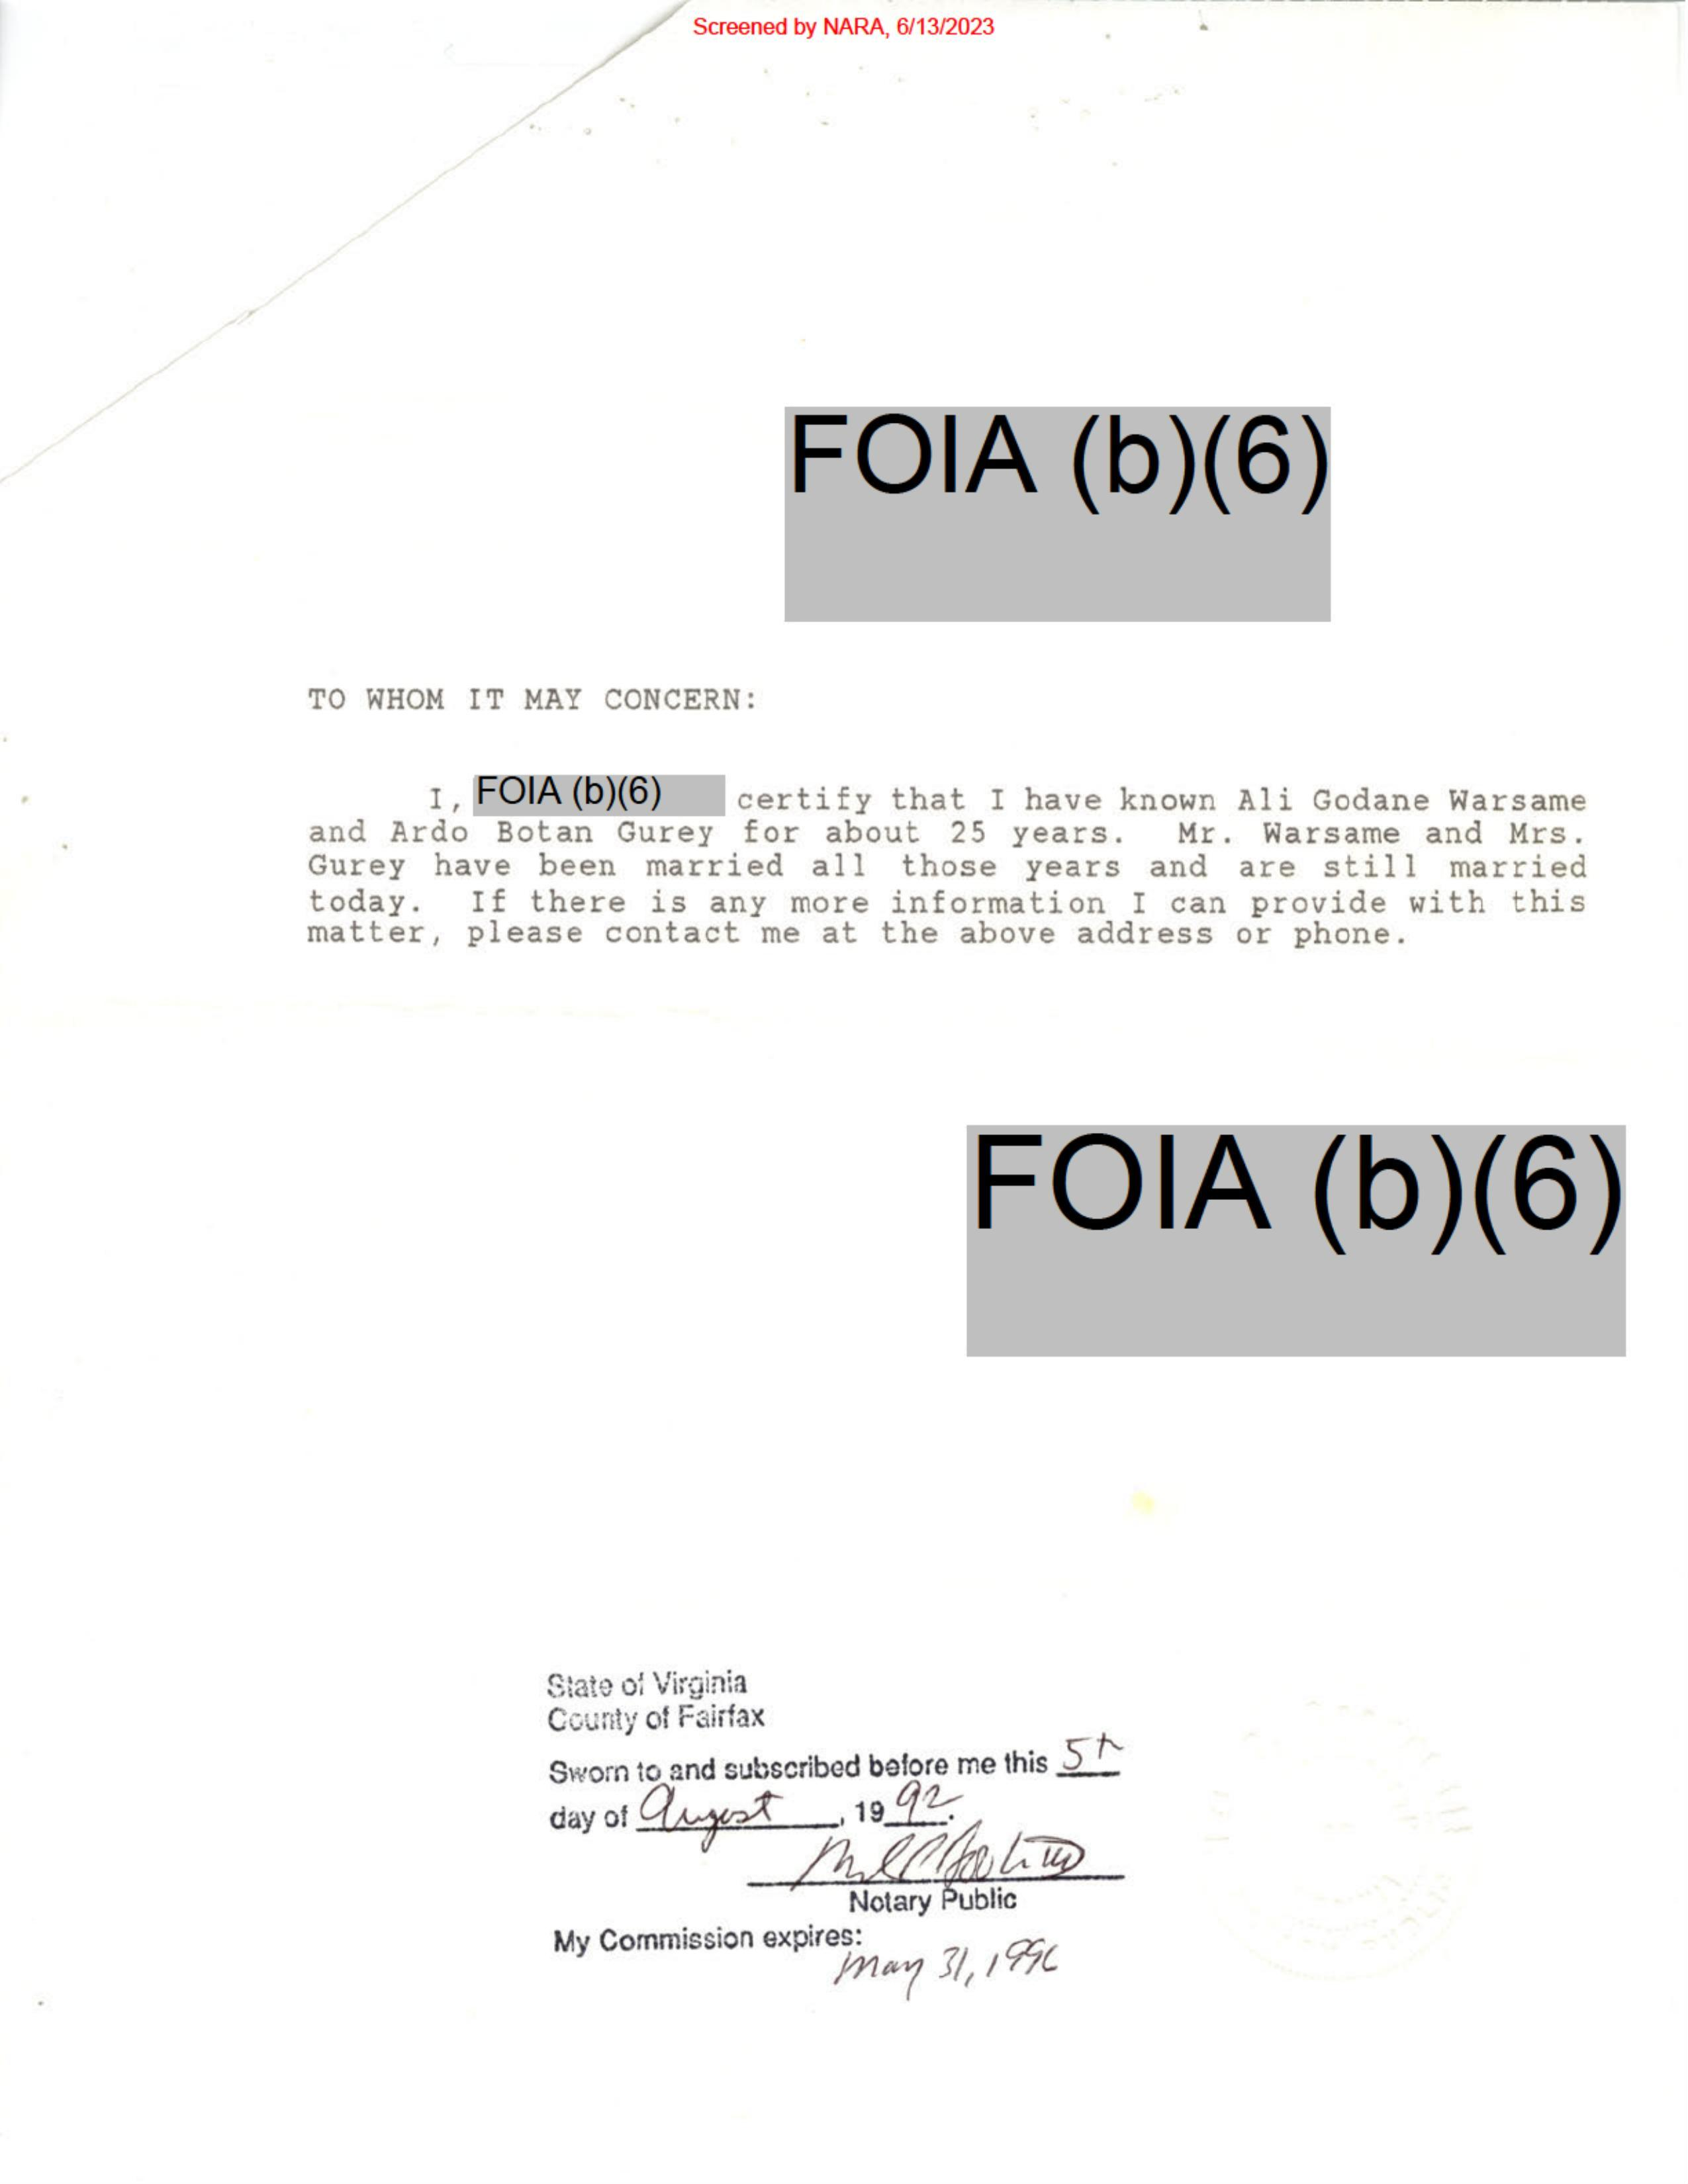 Screened by NARA, 6/13/2023
FOIA (b)(6)
TO WHOM IT MAY CONCERN:
I, FOIA (b)(6) certify that I have known Ali Godane Warsame
and Ardo Botan Gurey for about 25 years. Mr. Warsame and Mrs.
Gurey have been married all those years and are still married
today. If there is any more information I can provide with this
matter, please contact me at the above address or phone.
FOIA (b)(6)
State of Virginia
County of Fairfax
Sworn to and subscribed before me this 5th
day of August, 1992.
Notary Public
My Commission expires:
May 31, 1996